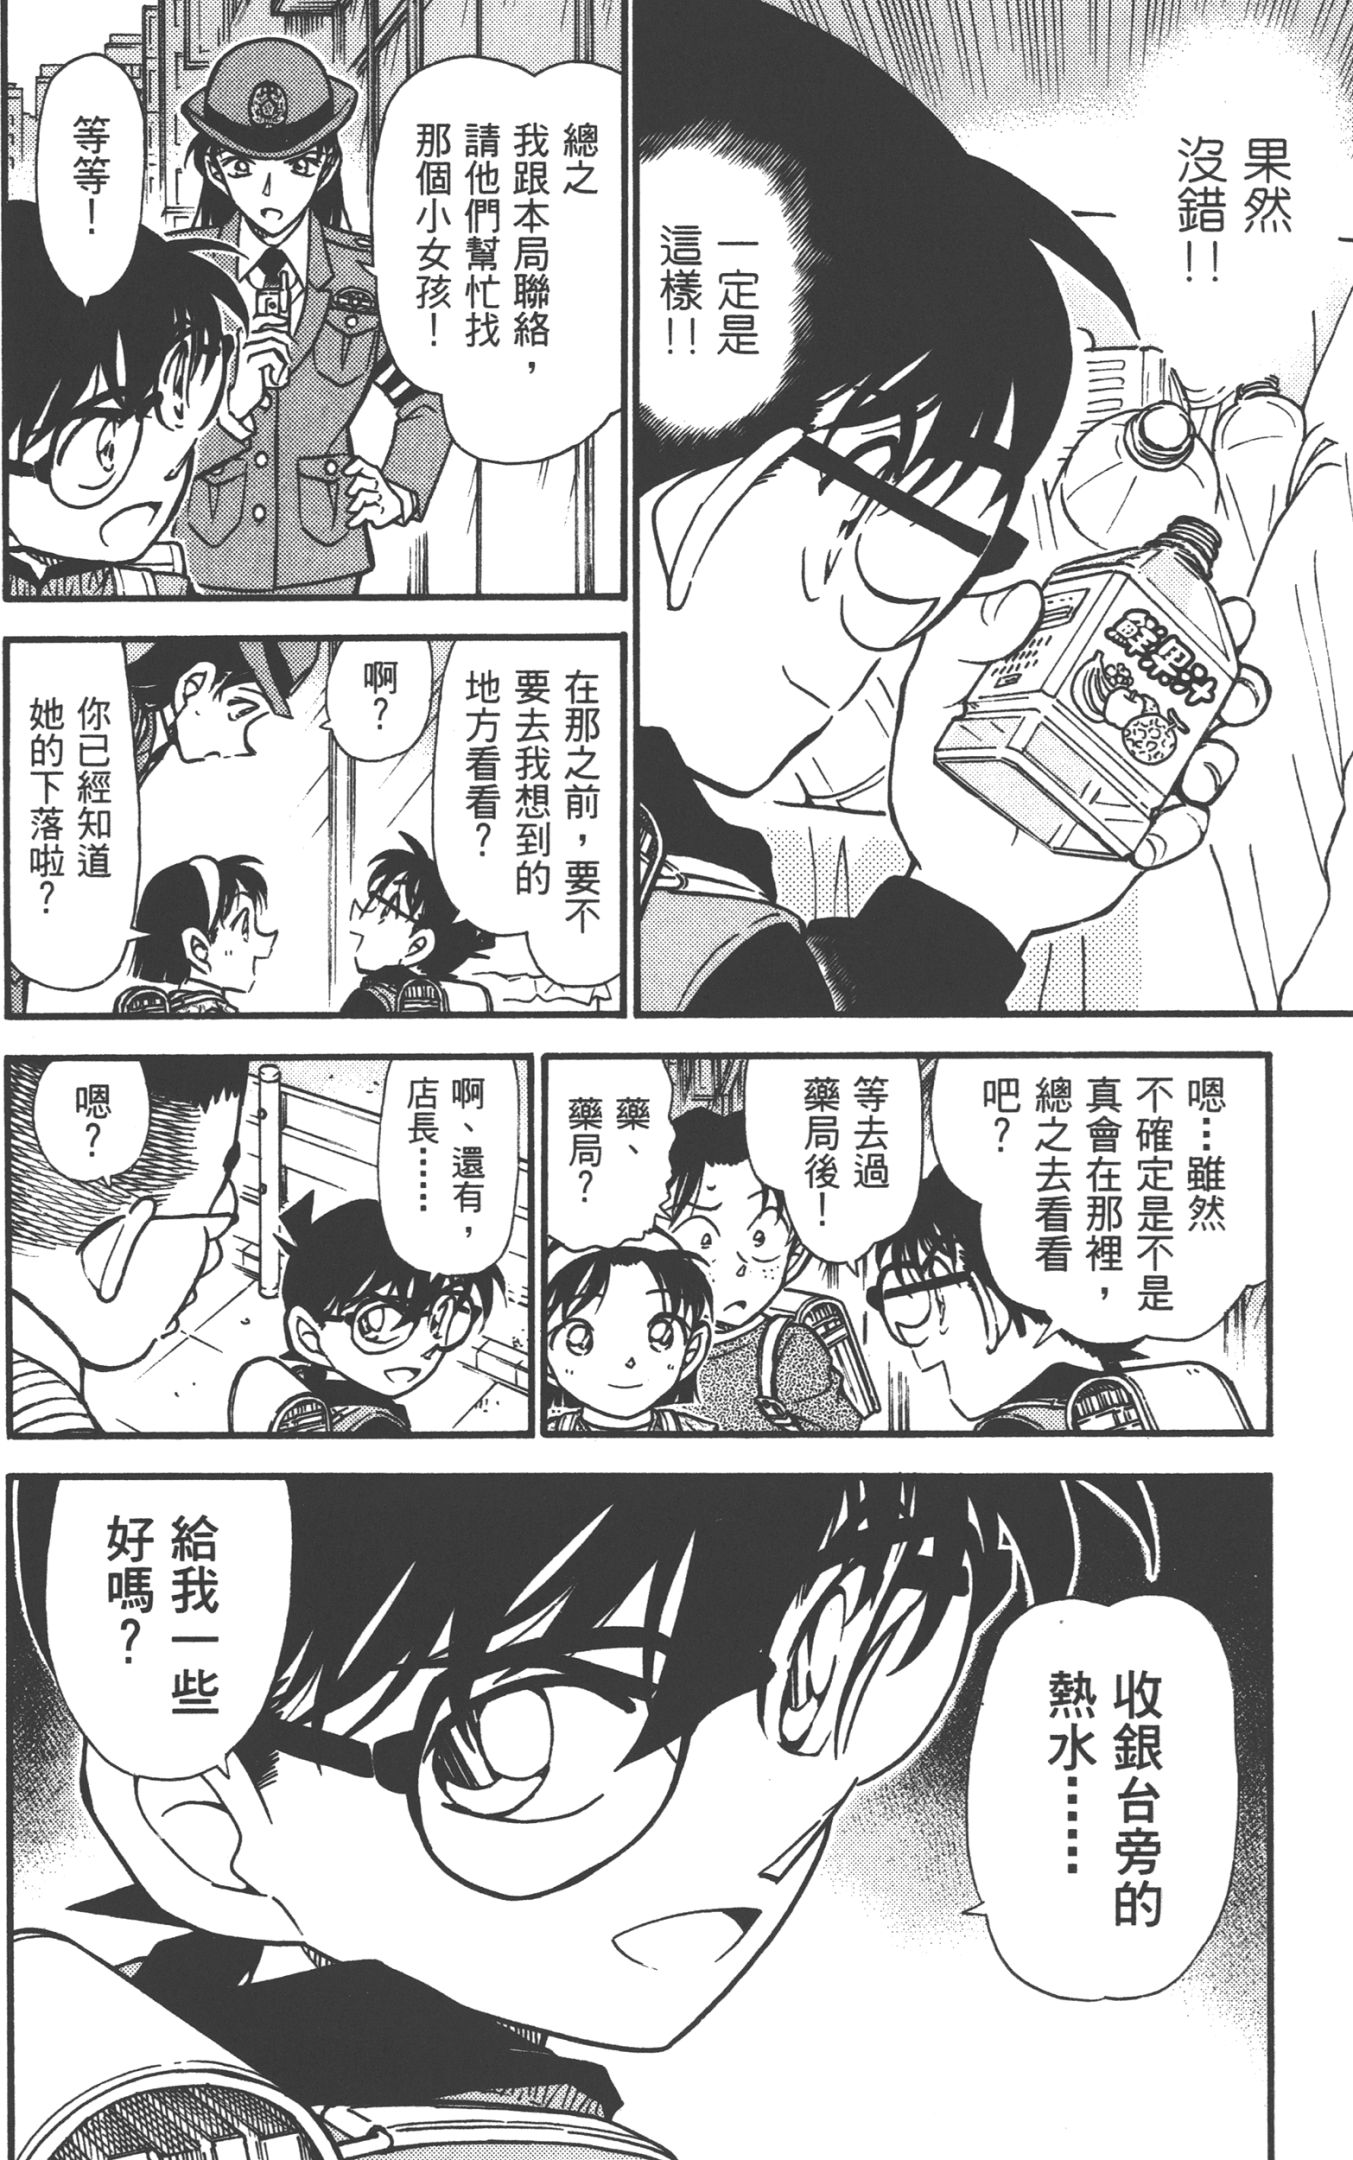 果然
沒錯!!
一定是
這樣!!
鮮果汁
總之
我跟本局聯絡，
請他們幫忙找
那個小女孩！
等等！
在那之前，要不
要去我想到的
地方看看？
啊？
你已經知道
她的下落啦？
嗯…雖然
不確定是不是
真會在那裡，
總之去看看
吧？
等去過
藥局後！
藥、
藥局？
啊、還有，
店長……
嗯？
收銀台旁的
熱水……
給我一些
好嗎？